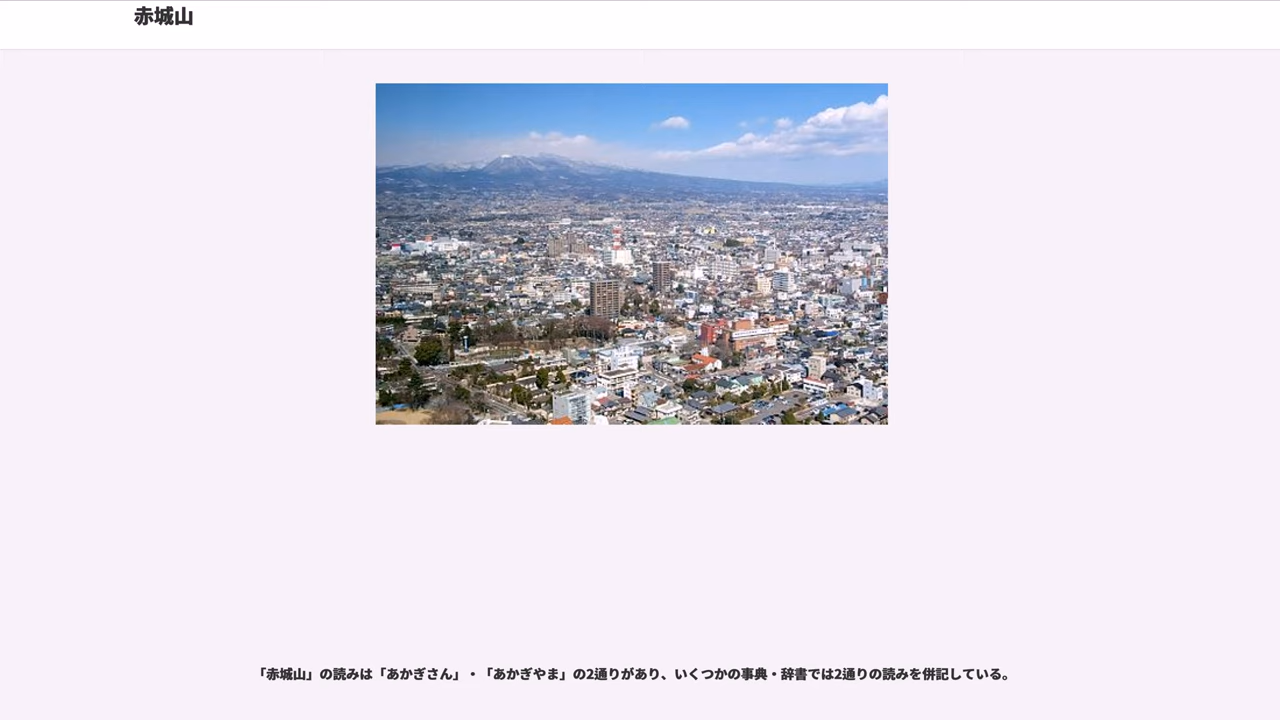 赤城山
「赤城山」の読みは「あかぎさん」・「あかぎやま」の2通りがあり、いくつかの事典・辞書では2通りの読みを併記している。